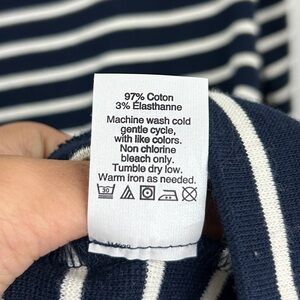 97% Coton
3% Élasthanne
Machine wash cold
gentle cycle,
with like colors.
Non chlorine
bleach only.
Tumble dry low.
Warm iron as needed.
30